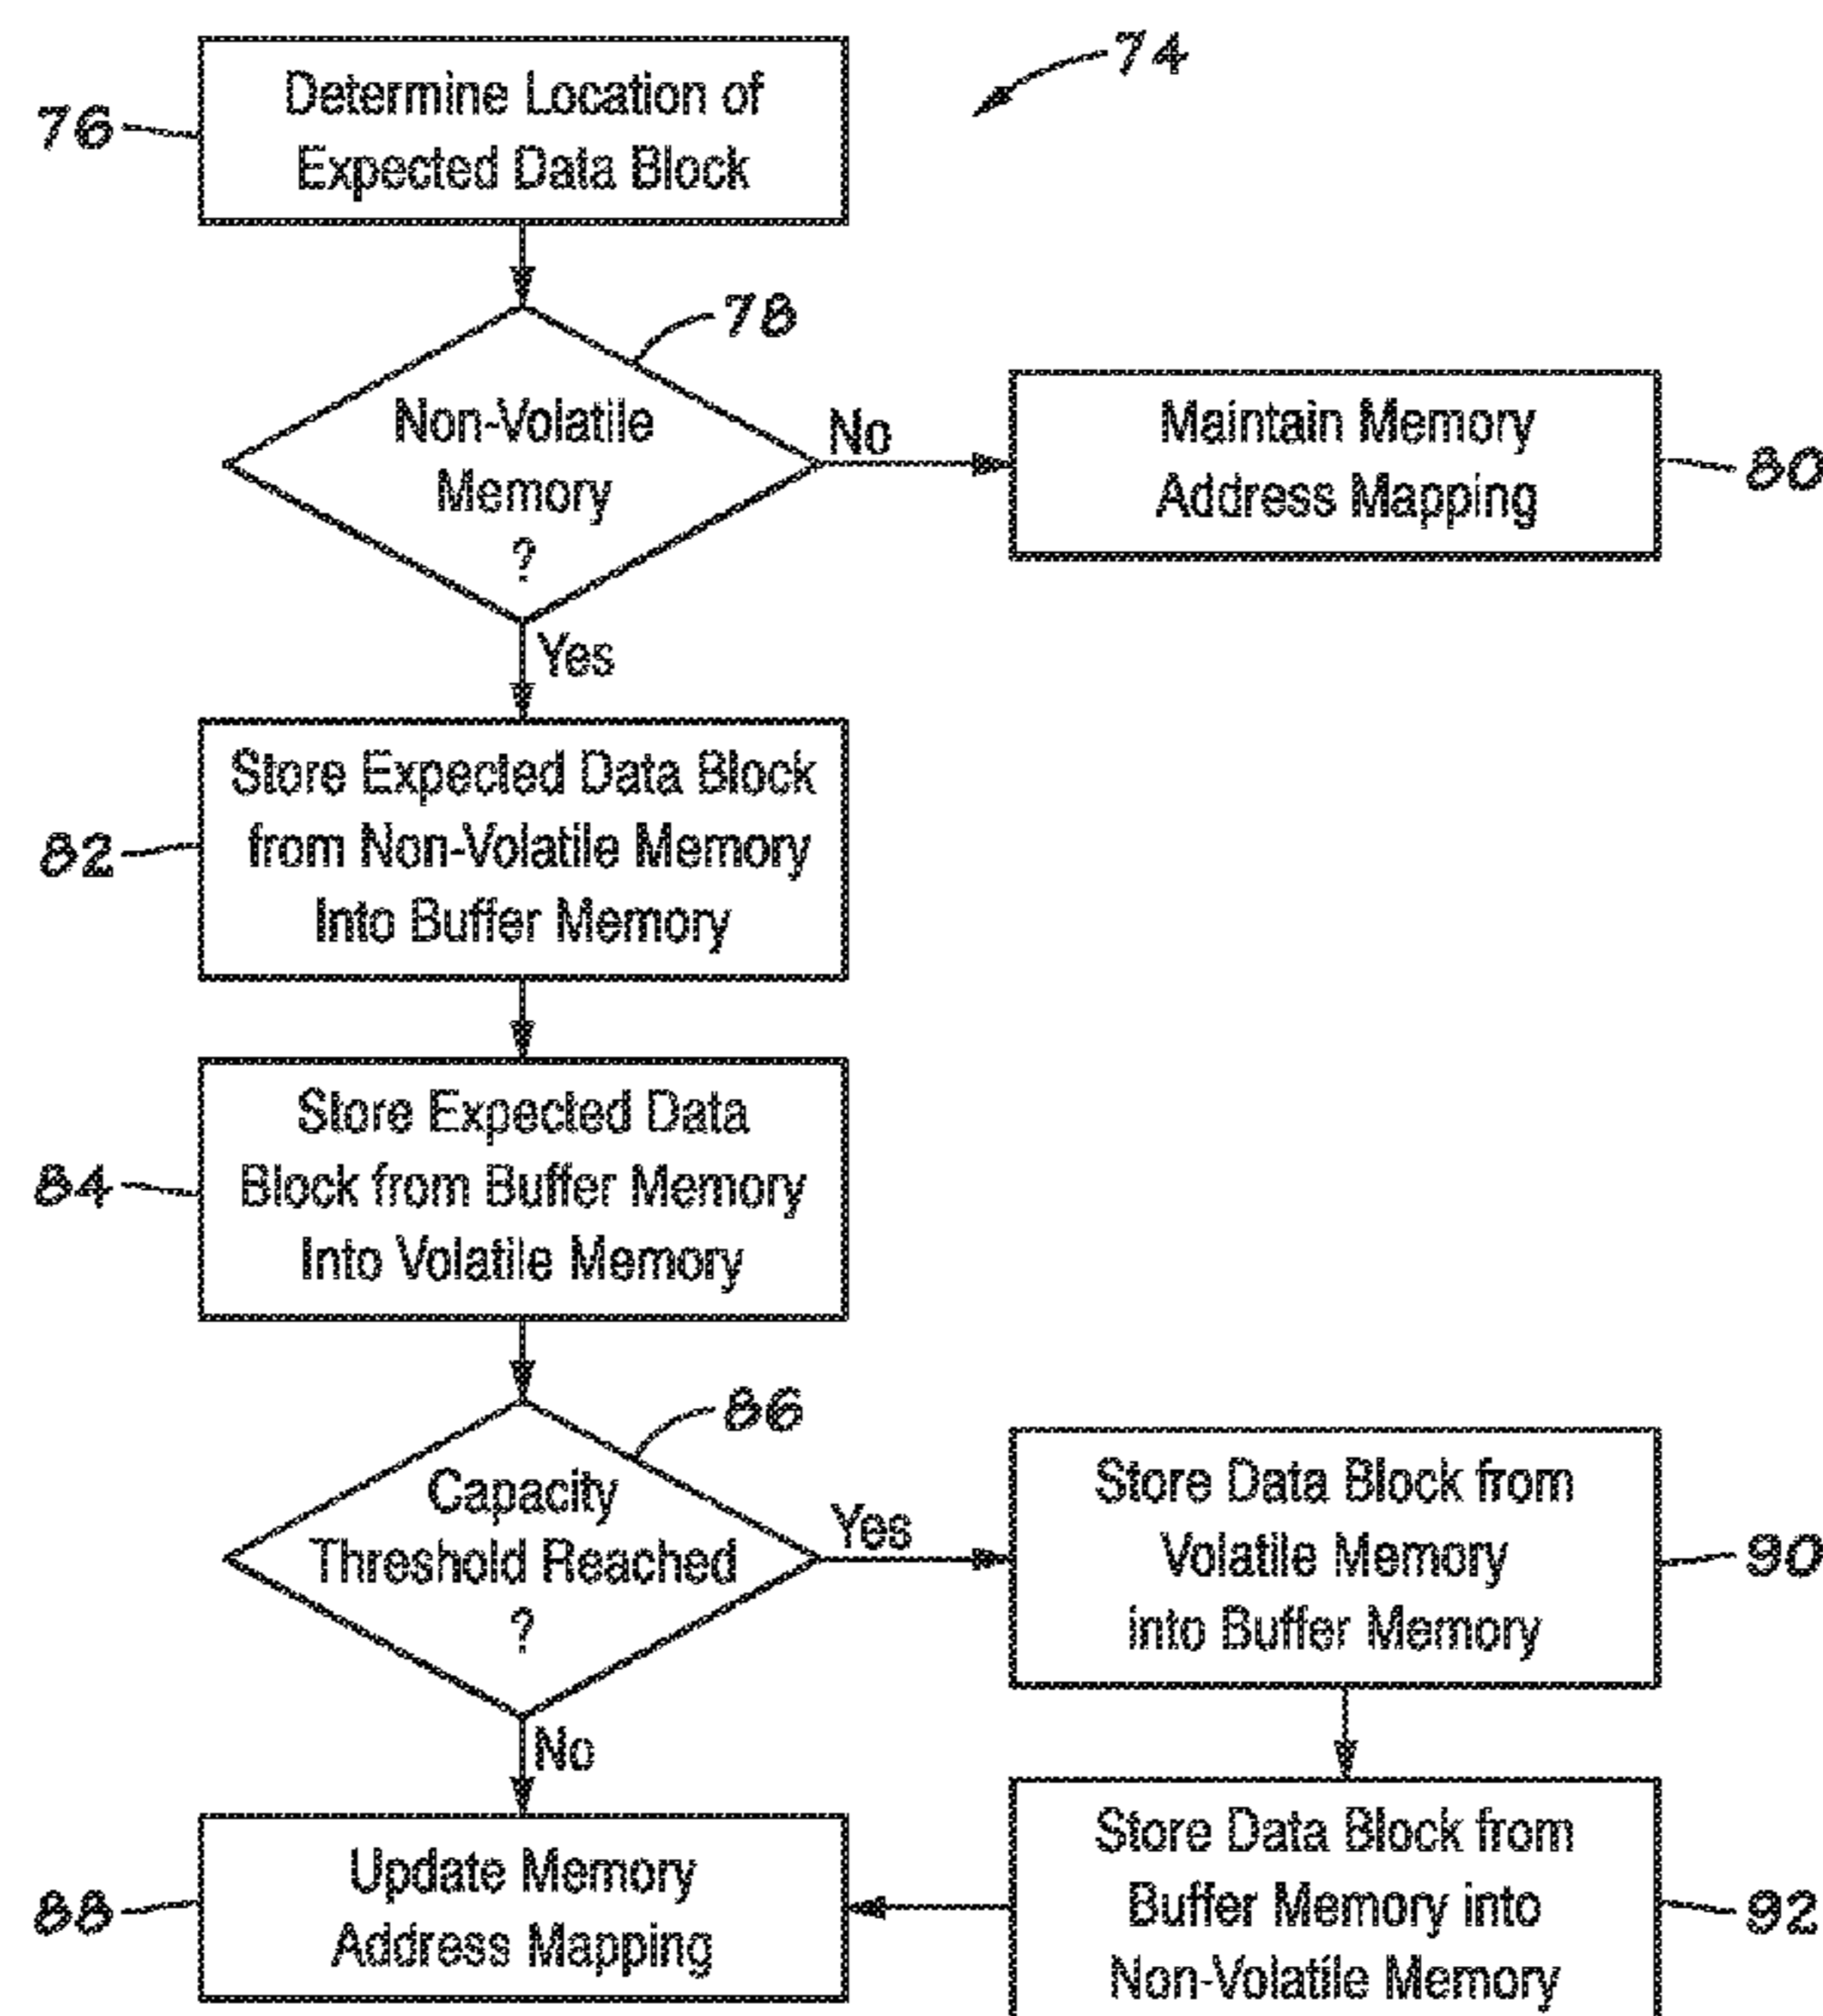 74
76
Determine Location of
Expected Data Block
78
Non-Volatile
Memory
?
No
Maintain Memory
Address Mapping
80
Yes
82
Store Expected Data Block
from Non-Volatile Memory
Into Buffer Memory
84
Store Expected Data
Block from Buffer Memory
Into Volatile Memory
86
Capacity
Threshold Reached
?
Yes
Store Data Block from
Volatile Memory
into Buffer Memory
90
No
88
Update Memory
Address Mapping
Store Data Block from
Buffer Memory into
Non-Volatile Memory
92